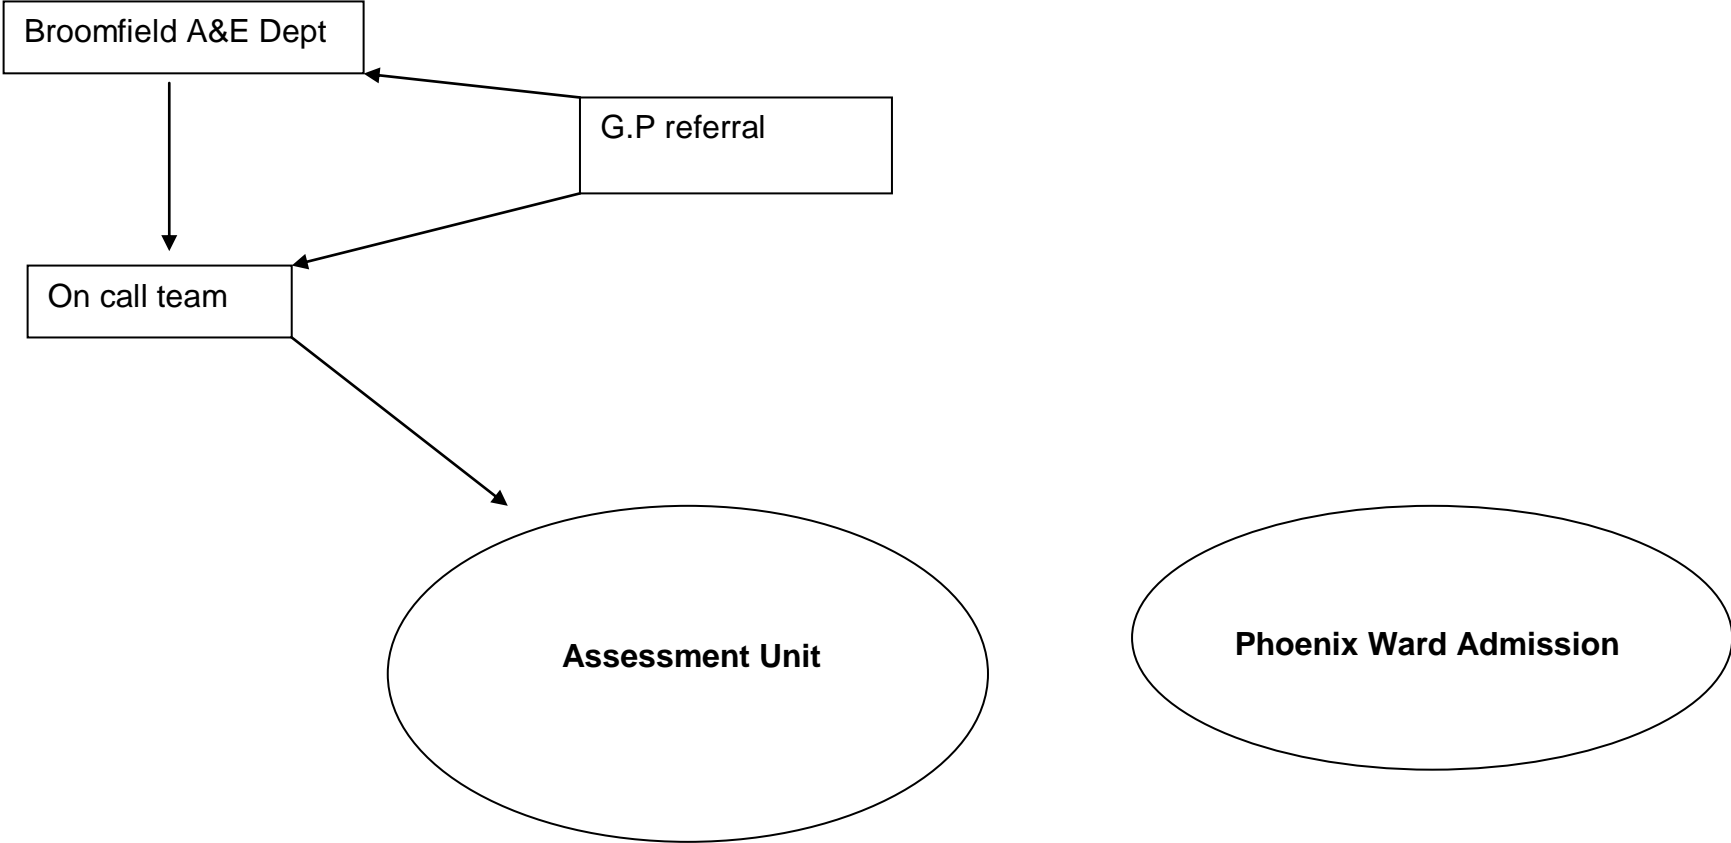 Broomfield A&E Dept
G.P referral
On call team
Assessment Unit
Phoenix Ward Admission